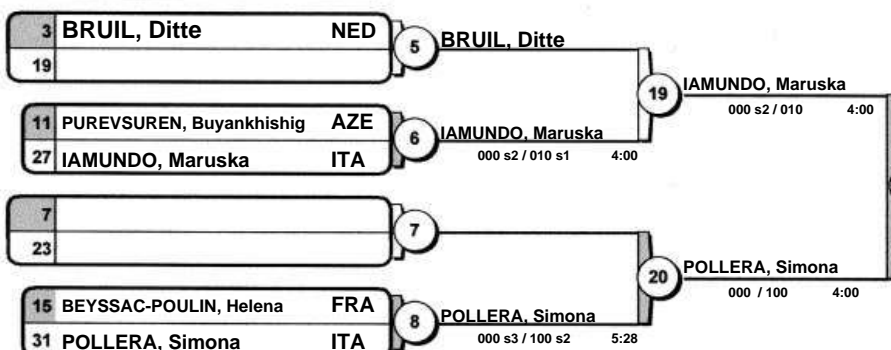 3 BRUIL, Ditte NED
19
5 BRUIL, Ditte
19 IAMUNDO, Maruska
000 s2 / 010 4:00
11 PUREVSUREN, Buyankhishig AZE
27 IAMUNDO, Maruska ITA
6 IAMUNDO, Maruska
000 s2 / 010 s1 4:00
7
23
7
20 POLLERA, Simona
000 / 100 4:00
15 BEYSSAC-POULIN, Helena FRA
31 POLLERA, Simona ITA
8 POLLERA, Simona
000 s3 / 100 s2 5:28